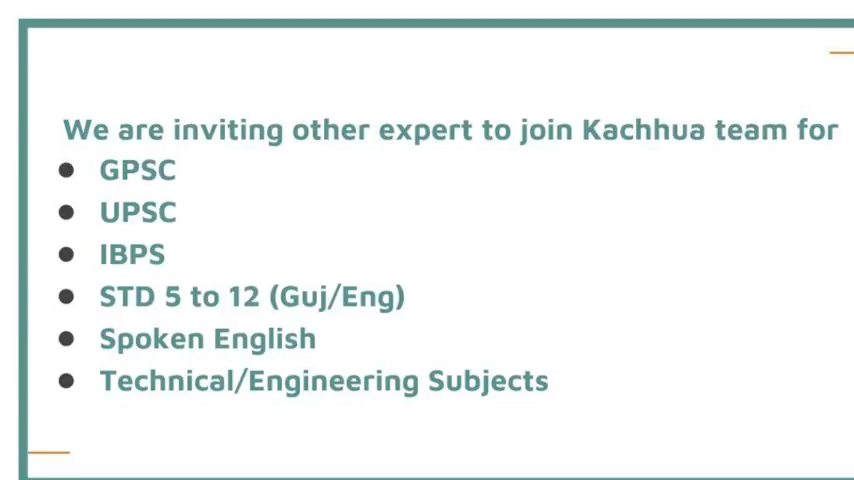 We are inviting other expert to join Kachhua team for
● GPSC
● UPSC
● IBPS
● STD 5 to 12 (Guj/Eng)
● Spoken English
● Technical/Engineering Subjects